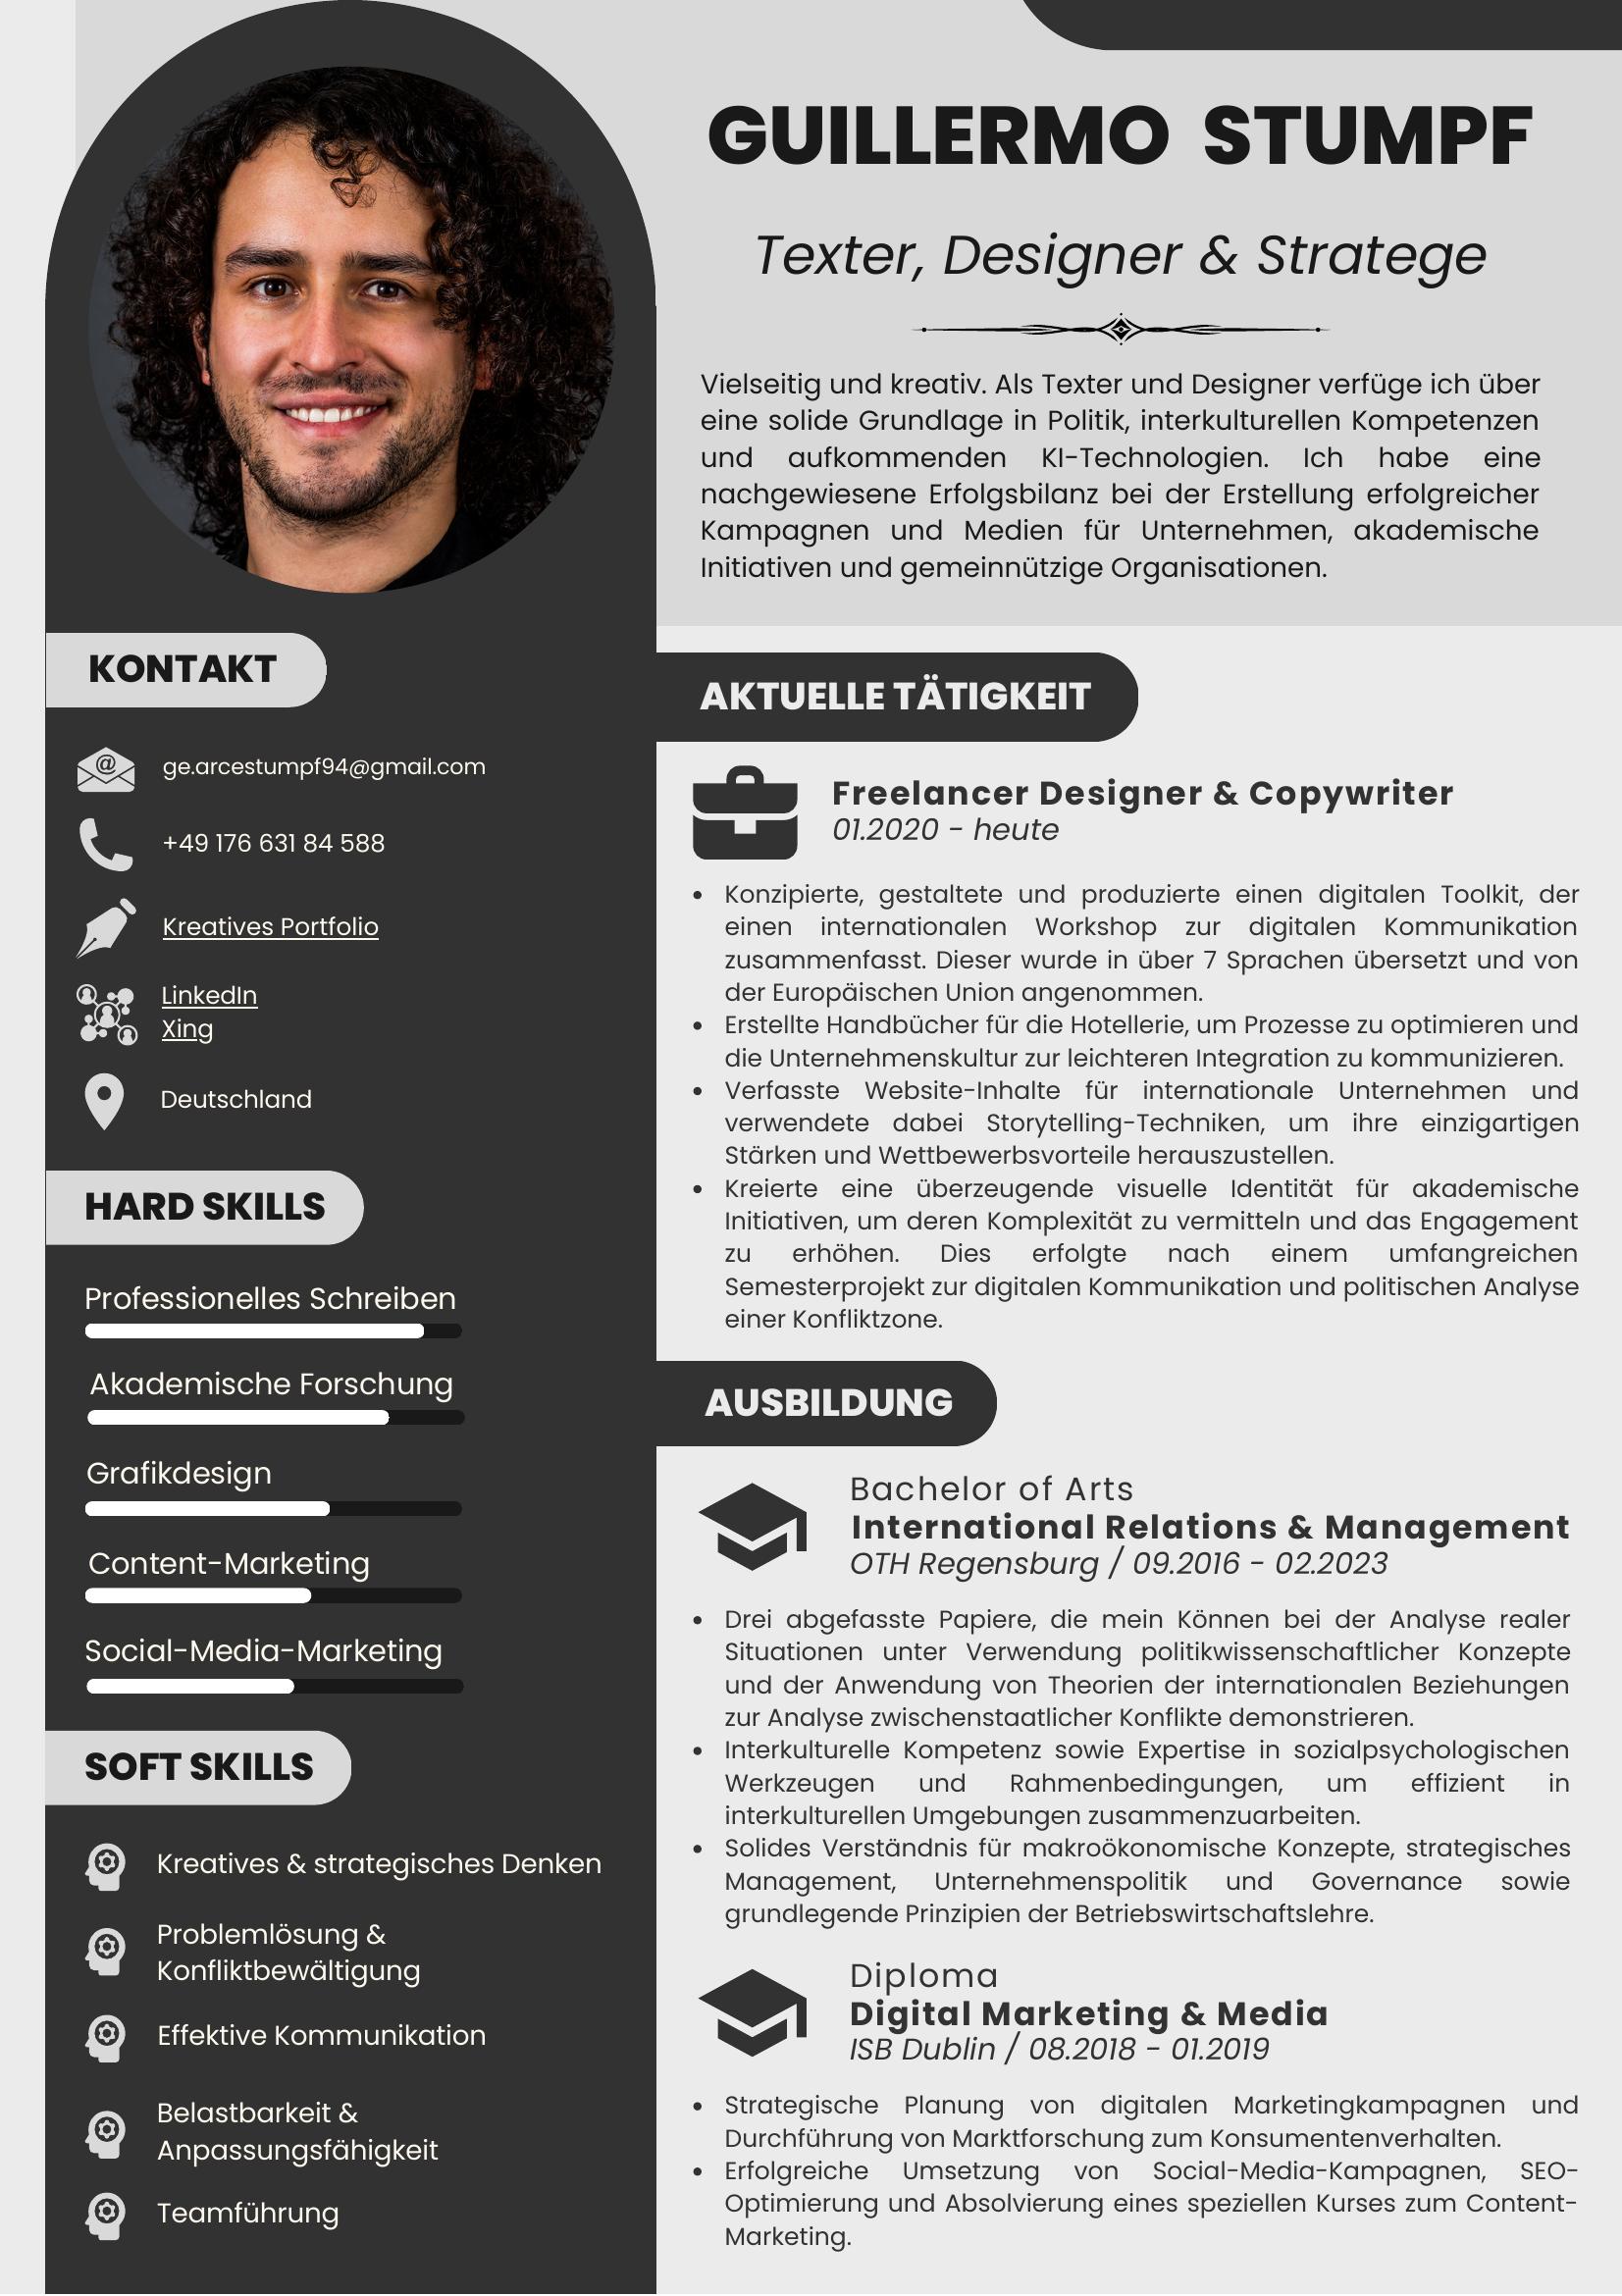 GUILLERMO STUMPF
Texter, Designer & Stratege
Vielseitig und kreativ. Als Texter und Designer verfüge ich über
eine solide Grundlage in Politik, interkulturellen Kompetenzen
und aufkommenden KI-Technologien. Ich habe eine
nachgewiesene Erfolgsbilanz bei der Erstellung erfolgreicher
Kampagnen und Medien für Unternehmen, akademische
Initiativen und gemeinnützige Organisationen.
KONTAKT
ge.arcestumpf94@gmail.com
+49 176 631 84 588
Kreatives Portfolio
LinkedIn
Xing
Deutschland
HARD SKILLS
Professionelles Schreiben
Akademische Forschung
Grafikdesign
Content-Marketing
Social-Media-Marketing
SOFT SKILLS
Kreatives & strategisches Denken
Problemlösung &
Konfliktbewältigung
Effektive Kommunikation
Belastbarkeit &
Anpassungsfähigkeit
Teamführung
AKTUELLE TÄTIGKEIT
Freelancer Designer & Copywriter
01.2020 - heute
• Konzipierte, gestaltete und produzierte einen digitalen Toolkit, der
einen internationalen Workshop zur digitalen Kommunikation
zusammenfasst. Dieser wurde in über 7 Sprachen übersetzt und von
der Europäischen Union angenommen.
• Erstellte Handbücher für die Hotellerie, um Prozesse zu optimieren und
die Unternehmenskultur zur leichteren Integration zu kommunizieren.
• Verfasste Website-Inhalte für internationale Unternehmen und
verwendete dabei Storytelling-Techniken, um ihre einzigartigen
Stärken und Wettbewerbsvorteile herauszustellen.
• Kreierte eine überzeugende visuelle Identität für akademische
Initiativen, um deren Komplexität zu vermitteln und das Engagement
zu erhöhen. Dies erfolgte nach einem umfangreichen
Semesterprojekt zur digitalen Kommunikation und politischen Analyse
einer Konfliktzone.
AUSBILDUNG
Bachelor of Arts
International Relations & Management
OTH Regensburg / 09.2016 - 02.2023
• Drei abgefasste Papiere, die mein Können bei der Analyse realer
Situationen unter Verwendung politikwissenschaftlicher Konzepte
und der Anwendung von Theorien der internationalen Beziehungen
zur Analyse zwischenstaatlicher Konflikte demonstrieren.
• Interkulturelle Kompetenz sowie Expertise in sozialpsychologischen
Werkzeugen und Rahmenbedingungen, um effizient in
interkulturellen Umgebungen zusammenzuarbeiten.
• Solides Verständnis für makroökonomische Konzepte, strategisches
Management, Unternehmenspolitik und Governance sowie
grundlegende Prinzipien der Betriebswirtschaftslehre.
Diploma
Digital Marketing & Media
ISB Dublin / 08.2018 - 01.2019
• Strategische Planung von digitalen Marketingkampagnen und
Durchführung von Marktforschung zum Konsumentenverhalten.
• Erfolgreiche Umsetzung von Social-Media-Kampagnen, SEO-
Optimierung und Absolvierung eines speziellen Kurses zum Content-
Marketing.